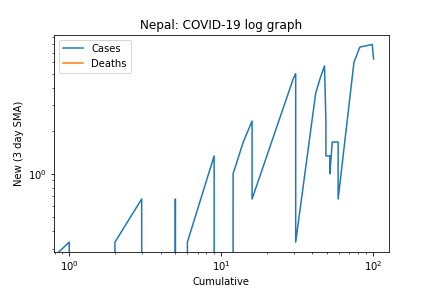 Nepal: COVID-19 log graph
Cases
Deaths
New (3 day SMA)
10⁰
10⁰ 10¹ 10²
Cumulative